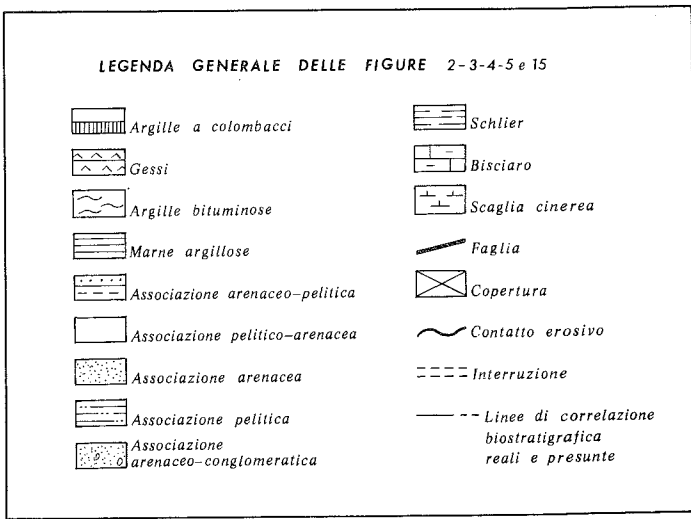 LEGENDA GENERALE DELLE FIGURE 2-3-4-5 e 15
Argille a colombacci
Gessi
Argille bituminose
Marne argillose
Associazione arenaceo-pelitica
Associazione pelitico-arenacea
Associazione arenacea
Associazione pelitica
Associazione
arenaceo-conglomeratica
Schlier
Bisciaro
Scaglia cinerea
Faglia
Copertura
Contatto erosivo
Interruzione
Linee di correlazione
biostratigrafica
reali e presunte